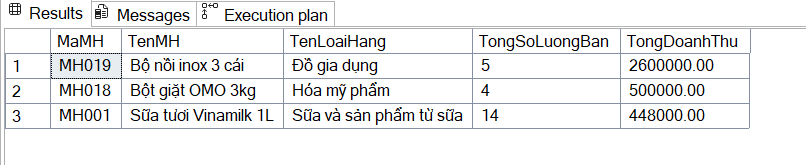 Results Messages Execution plan
MaMH TenMH TenLoaiHang TongSoLuongBan TongDoanhThu
1 MH019 Bộ nồi inox 3 cái Đồ gia dụng 5 2600000.00
2 MH018 Bột giặt OMO 3kg Hóa mỹ phẩm 4 500000.00
3 MH001 Sữa tươi Vinamilk 1L Sữa và sản phẩm từ sữa 14 448000.00